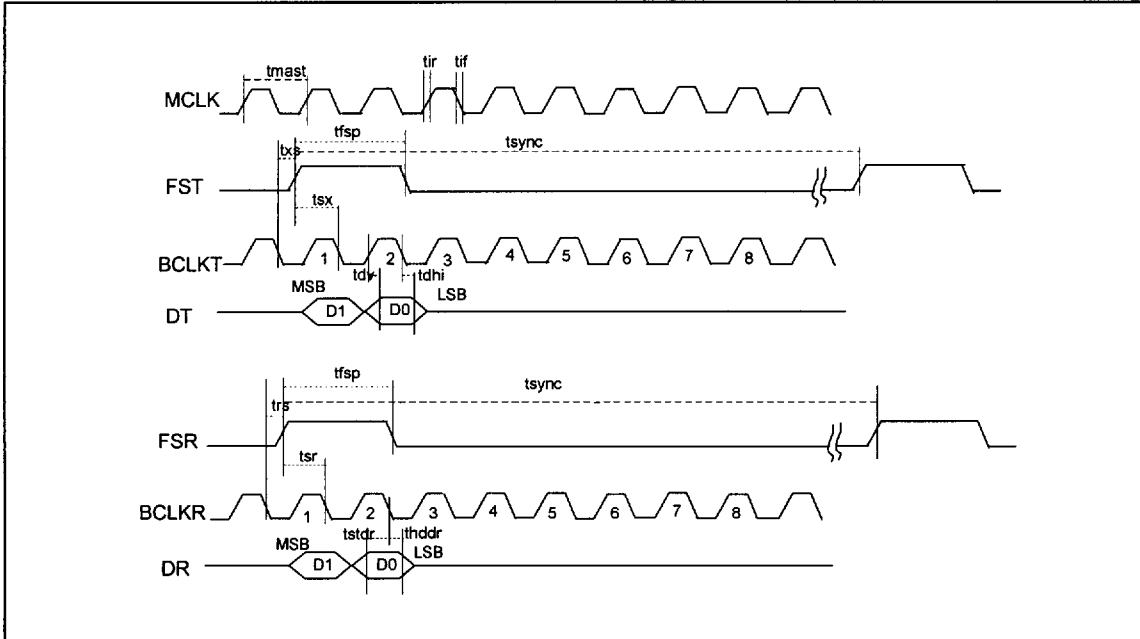 tmast
tir tif
MCLK
tfsp
tsync
txs
FST
tsx
BCLKT
1 2 3 4 5 6 7 8
tdv tdhi
MSB LSB
DT D1 D0
tfsp
tsync
trs
FSR
tsr
BCLKR
1 2 3 4 5 6 7 8
tstdr thddr
MSB LSB
DR D1 D0